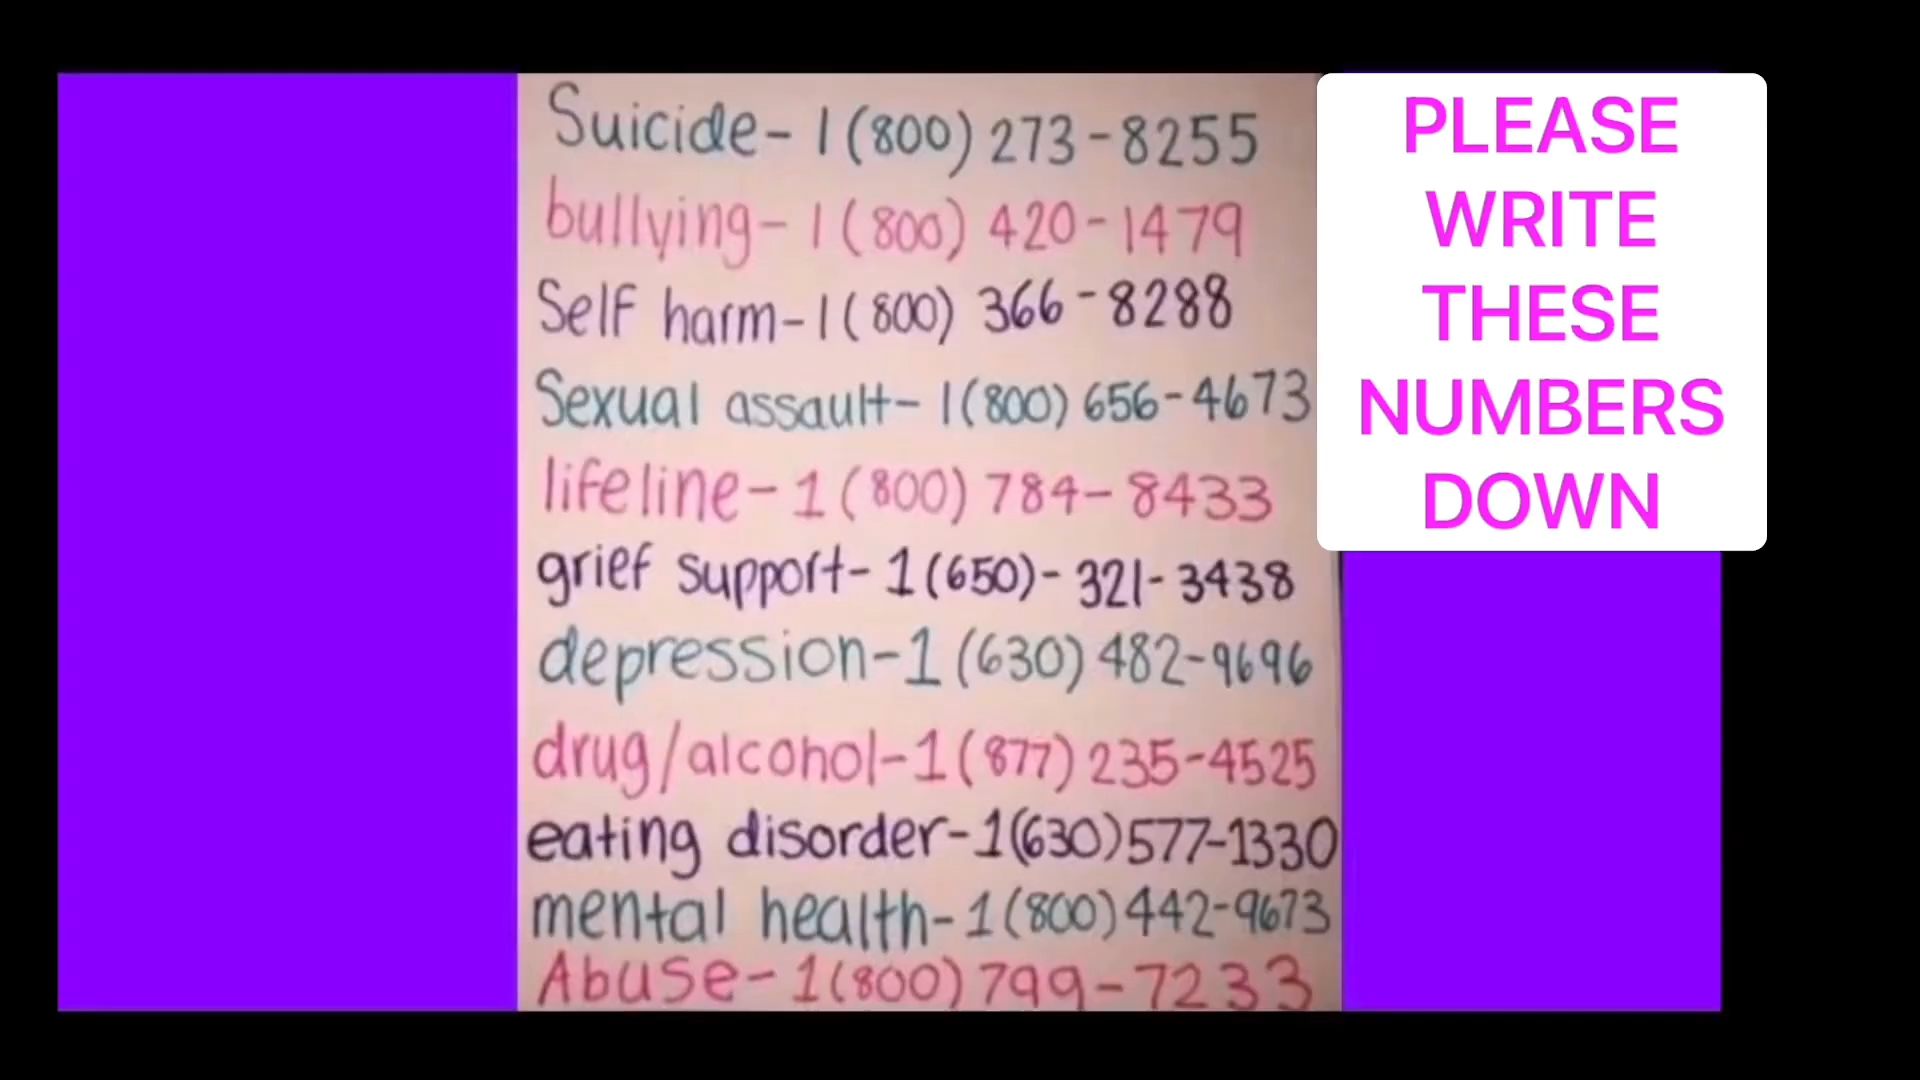 Suicide- 1 (800) 273-8255
bullying- 1 (800) 420-1479
Self harm-1 (800) 366-8288
Sexual assault- 1(800) 656-4673
lifeline- 1 (800) 784-8433
grief support- 1(650)- 321-3438
depression-1 (630) 482-9696
drug/alcohol-1 (877) 235-4525
eating disorder-1(630)577-1330
mental health-1(800)442-9673
Abuse- 1(800) 799-7233
PLEASE
WRITE
THESE
NUMBERS
DOWN